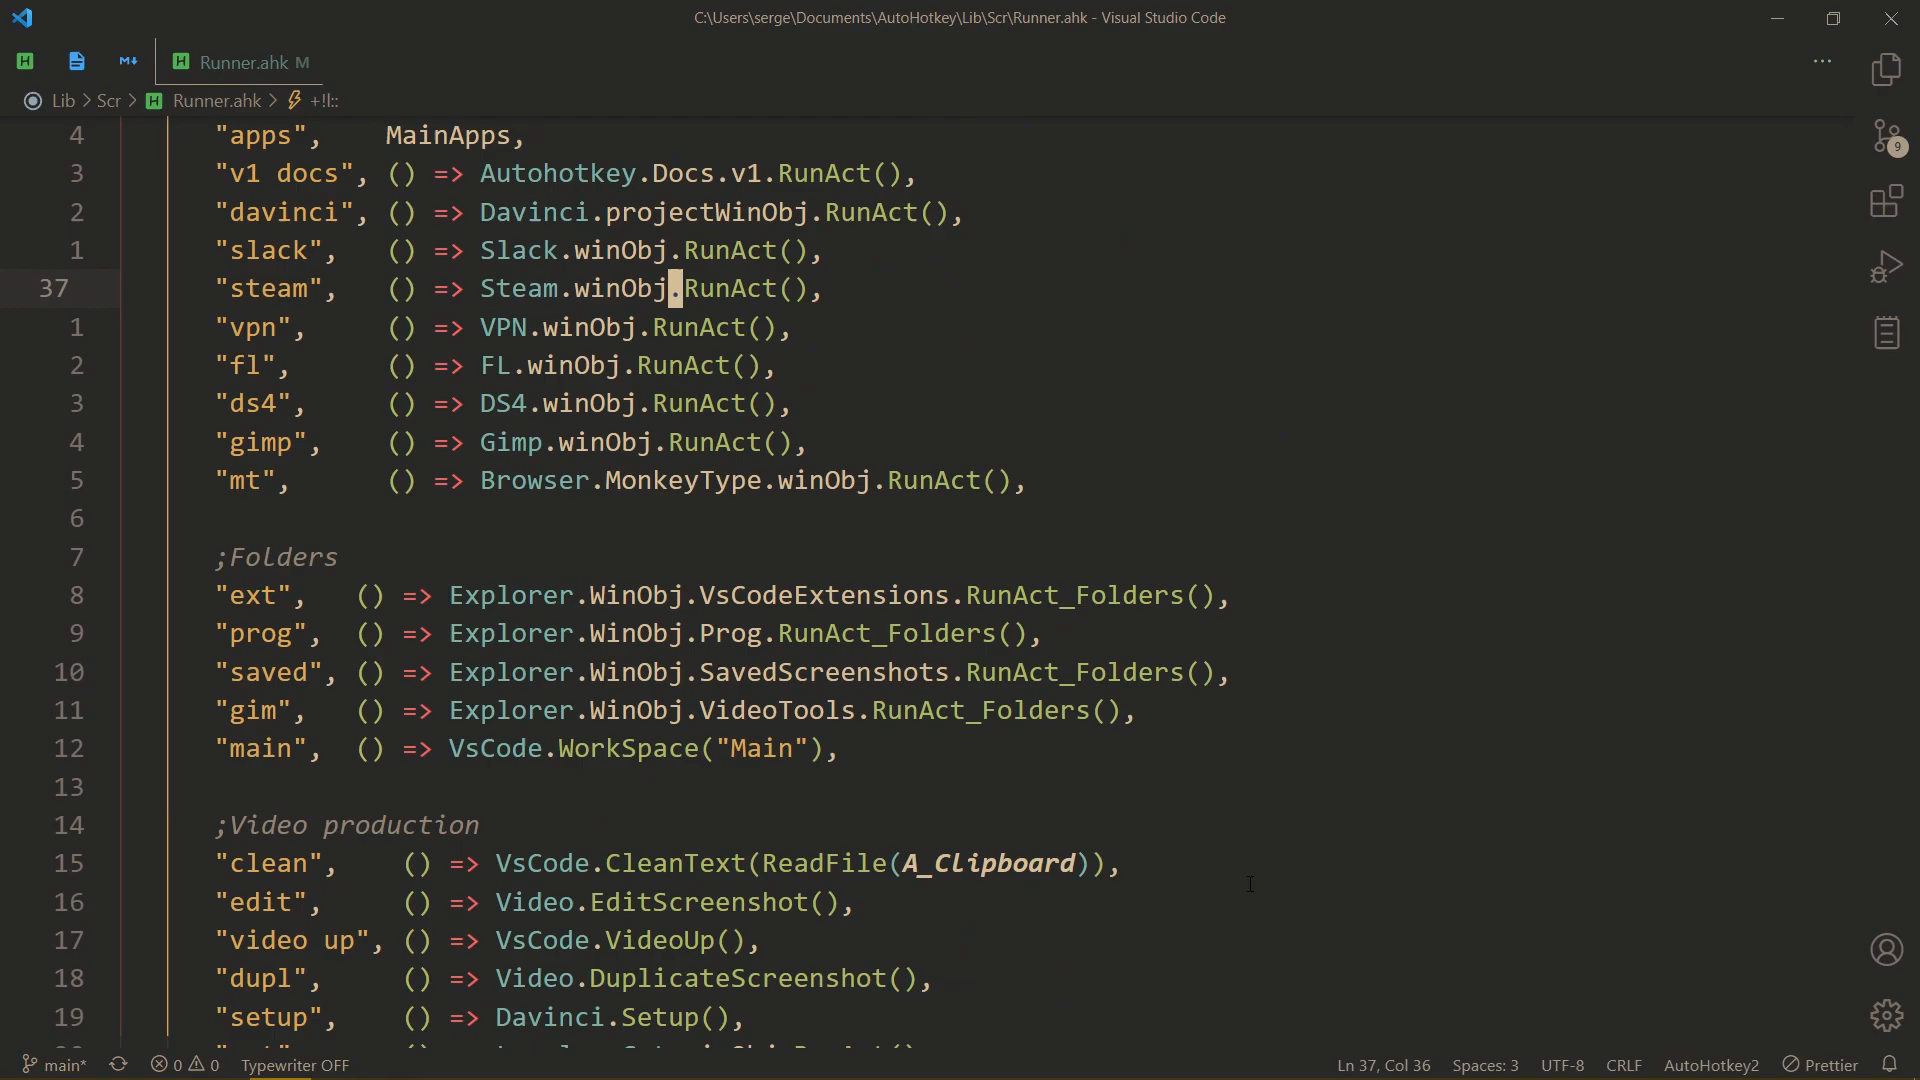 C:\Users\serge\Documents\AutoHotkey\Lib\Scr\Runner.ahk - Visual Studio Code
Runner.ahk M
Lib > Scr > Runner.ahk > +!l::
4 "apps", MainApps,
3 "v1 docs", () => Autohotkey.Docs.v1.RunAct(),
2 "davinci", () => Davinci.projectWinObj.RunAct(),
1 "slack", () => Slack.winObj.RunAct(),
37 "steam", () => Steam.winObj.RunAct(),
1 "vpn", () => VPN.winObj.RunAct(),
2 "fl", () => FL.winObj.RunAct(),
3 "ds4", () => DS4.winObj.RunAct(),
4 "gimp", () => Gimp.winObj.RunAct(),
5 "mt", () => Browser.MonkeyType.winObj.RunAct(),
6
7 ;Folders
8 "ext", () => Explorer.WinObj.VsCodeExtensions.RunAct_Folders(),
9 "prog", () => Explorer.WinObj.Prog.RunAct_Folders(),
10 "saved", () => Explorer.WinObj.SavedScreenshots.RunAct_Folders(),
11 "gim", () => Explorer.WinObj.VideoTools.RunAct_Folders(),
12 "main", () => VsCode.WorkSpace("Main"),
13
14 ;Video production
15 "clean", () => VsCode.CleanText(ReadFile(A_Clipboard)),
16 "edit", () => Video.EditScreenshot(),
17 "video up", () => VsCode.VideoUp(),
18 "dupl", () => Video.DuplicateScreenshot(),
19 "setup", () => Davinci.Setup(),
9
main* 0 0 Typewriter OFF Ln 37, Col 36 Spaces: 3 UTF-8 CRLF AutoHotkey2 Prettier